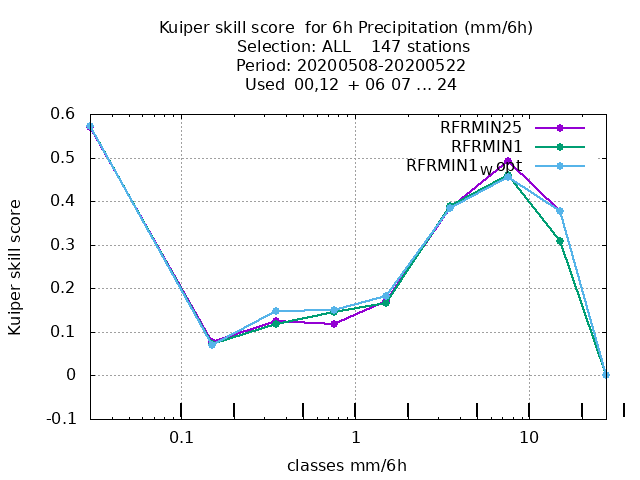 Kuiper skill score  for 6h Precipitation (mm/6h)
Selection: ALL    147 stations
Period: 20200508-20200522
Used  00,12  + 06 07 ... 24
RFRMIN25
RFRMIN1
RFRMIN1_w_opt
0.6
0.5
0.4
0.3
0.2
0.1
0
-0.1
Kuiper skill score
0.1
1
10
classes mm/6h